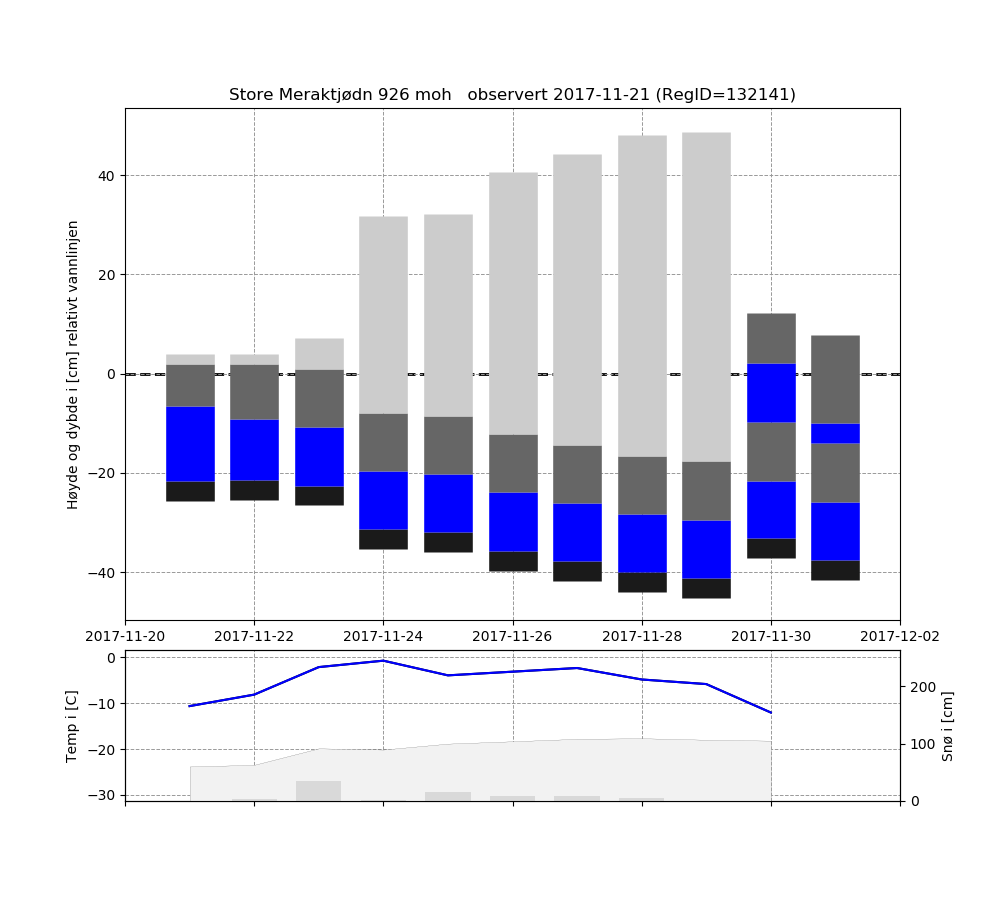 Store Meraktjødn 926 moh   observert 2017-11-21 (RegID=132141)
Høyde og dybde i [cm] relativt vannlinjen
40
20
0
−20
−40
2017-11-20 2017-11-22 2017-11-24 2017-11-26 2017-11-28 2017-11-30 2017-12-02
Temp i [C]
0
−10
−20
−30
200
100
0
Snø i [cm]